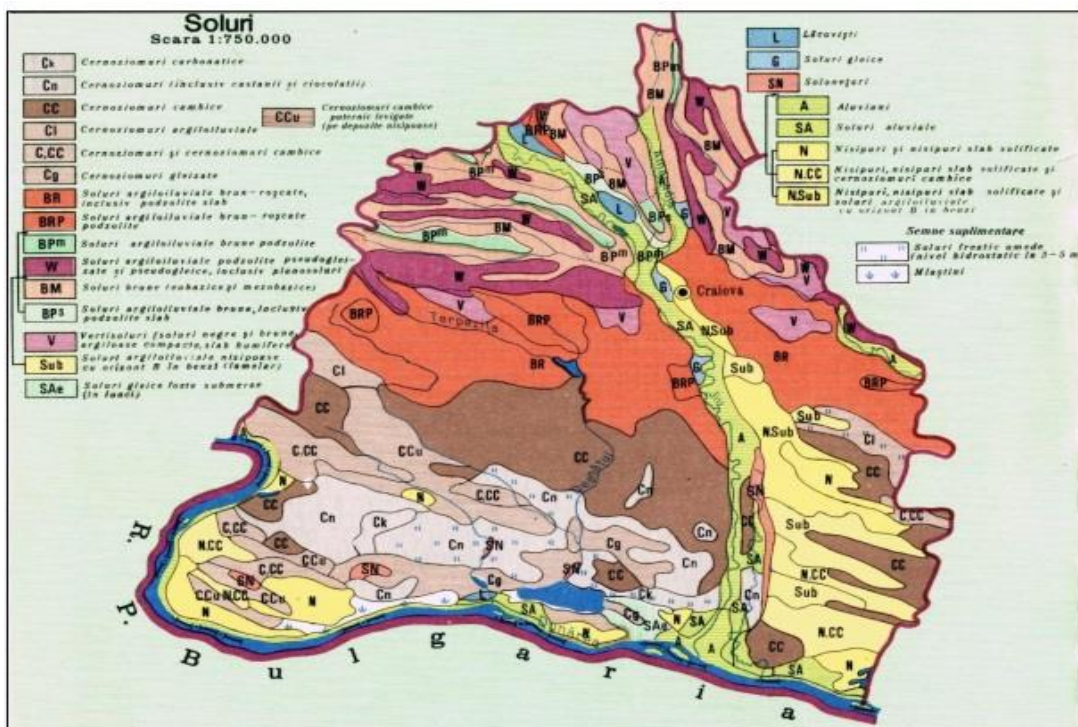 Soluri
Scara 1:750.000
Ck Cernoziomuri carbonatice
Cn Cernoziomuri (inclusiv castanii și ciocolatii)
CC Cernoziomuri cambice
CCu Cernoziomuri cambice
puternic levigate
(pe depozite nisipoase)
CI Cernoziomuri argiloiluviale
C,CC Cernoziomuri și cernoziomuri cambice
Cg Cernoziomuri gleizate
BR Soluri argiloiluviale brun-roșcate,
inclusiv podzolite slab
BRP Soluri argiloiluviale brun-roșcate
podzolite
BPm Soluri argiloiluviale brune podzolite
W Soluri argiloiluviale podzolite pseudoglei-
zate și pseudogleice, inclusiv planosoluri
BM Soluri brune (eubazice și mezobazice)
BPs Soluri argiloiluviale brune, inclusiv
podzolite slab
V Vertisoluri (soluri negre și brune
argiloase compacte, slab humifere)
Sub Soluri argiloiluviale nisipoase
cu orizont B în benzi (lamelar)
SAe Soluri gleice foste submerse
(în lunci)
L Lăcoviști
G Soluri gleice
SN Solonețuri
A Aluviuni
SA Soluri aluviale
N Nisipuri și nisipuri slab solificate
N.CC Nisipuri, nisipuri slab solificate și
cernoziomuri cambice
N.Sub Nisipuri, nisipuri slab solificate și
soluri argiloiluviale
cu orizont B în benzi
Semne suplimentare
Soluri freatic umede
(nivel hidrostatic la 3-5 m)
Mlaștini
Craiova
Terpezita
Dunărea
R. P. Bulgaria